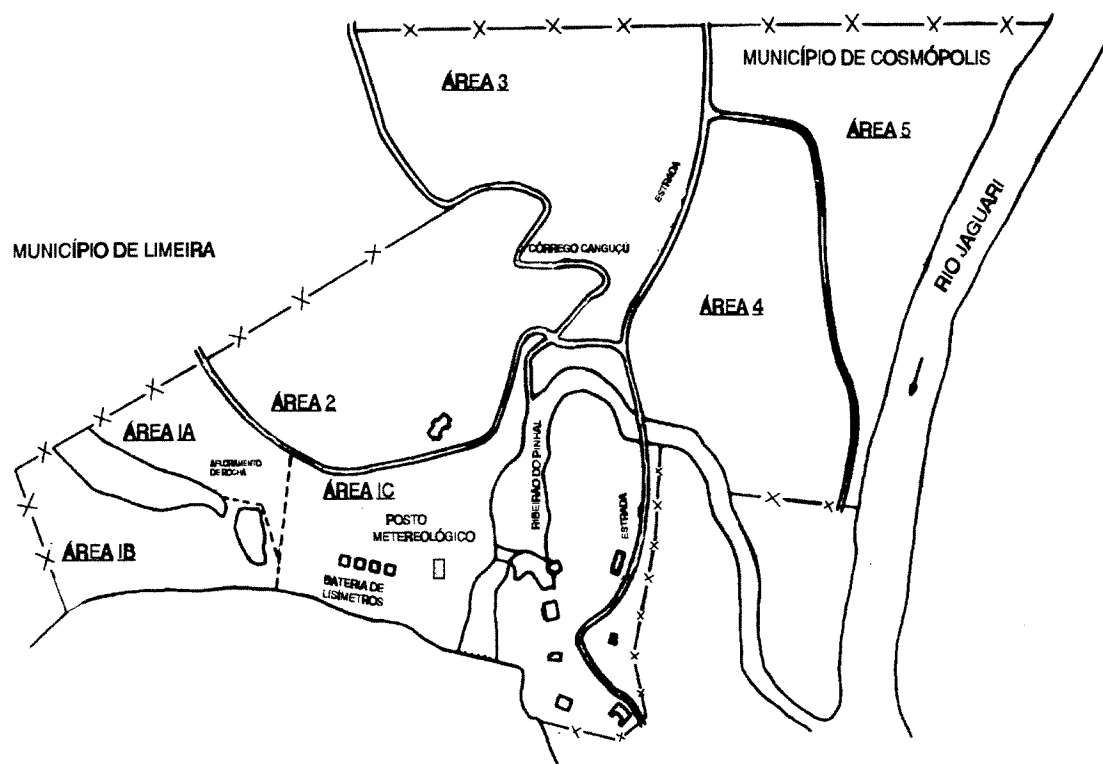 MUNICÍPIO DE COSMÓPOLIS
ÁREA 3
ÁREA 5
ESTRADA
RIO JAGUARI
MUNICÍPIO DE LIMEIRA
CÓRREGO CANGUÇÚ
ÁREA 4
ÁREA 2
ÁREA IA
AFLORAMENTO
DE ROCHA
RIBEIRÃO DO PINHAL
ÁREA IC
POSTO
METEREOLÓGICO
ESTRADA
ÁREA IB
BATERIA DE
LISÍMETROS